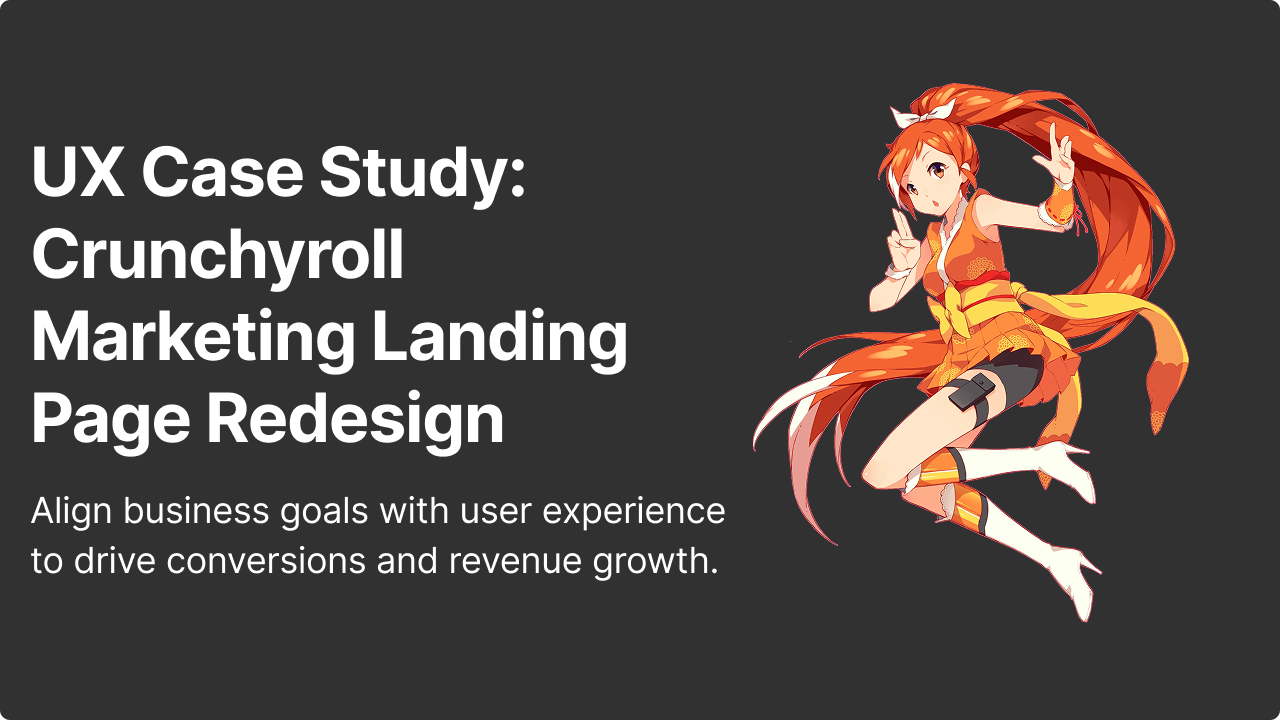 UX Case Study:
Crunchyroll
Marketing Landing
Page Redesign
Align business goals with user experience
to drive conversions and revenue growth.